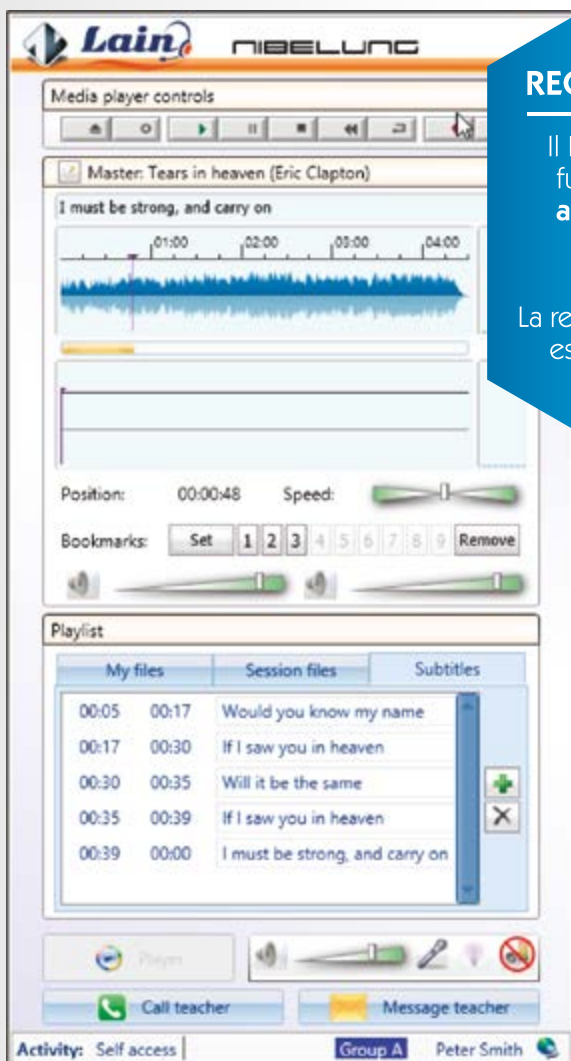 Lain
NIBELUNG
Media player controls
Master: Tears in heaven (Eric Clapton)
I must be strong, and carry on
01:00 02:00 03:00 04:00
Position: 00:00:48 Speed:
Bookmarks: Set 1 2 3 4 5 6 7 8 9 Remove
Playlist
My files Session files Subtitles
00:05 00:17 Would you know my name
00:17 00:30 If I saw you in heaven
00:30 00:35 Will it be the same
00:35 00:39 If I saw you in heaven
00:39 00:00 I must be strong, and carry on
Player
Call teacher Message teacher
Activity: Self access Group A Peter Smith
REC
Il
fu
a
La re
es